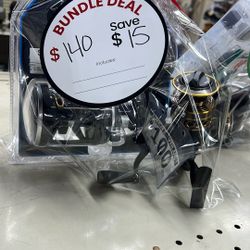 BUNDLE DEAL
$140 save
$15
Includes: